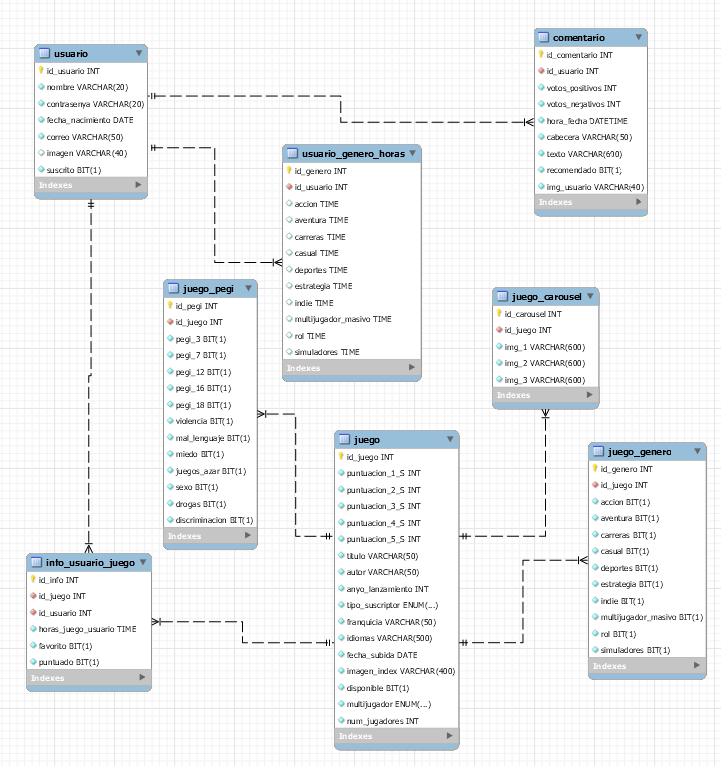 usuario
id_usuario INT
nombre VARCHAR(20)
contrasenya VARCHAR(20)
fecha_nacimiento DATE
correo VARCHAR(50)
imagen VARCHAR(40)
suscrito BIT(1)
Indexes
comentario
id_comentario INT
id_usuario INT
votos_positivos INT
votos_negativos INT
hora_fecha DATETIME
cabecera VARCHAR(50)
texto VARCHAR(600)
recomendado BIT(1)
img_usuario VARCHAR(40)
Indexes
usuario_genero_horas
id_genero INT
id_usuario INT
accion TIME
aventura TIME
carreras TIME
casual TIME
deportes TIME
estrategia TIME
indie TIME
multijugador_masivo TIME
rol TIME
simuladores TIME
Indexes
juego_pegi
id_pegi INT
id_juego INT
pegi_3 BIT(1)
pegi_7 BIT(1)
pegi_12 BIT(1)
pegi_16 BIT(1)
pegi_18 BIT(1)
violencia BIT(1)
mal_lenguaje BIT(1)
miedo BIT(1)
juegos_azar BIT(1)
sexo BIT(1)
drogas BIT(1)
discriminacion BIT(1)
Indexes
juego_carousel
id_carousel INT
id_juego INT
img_1 VARCHAR(600)
img_2 VARCHAR(600)
img_3 VARCHAR(600)
Indexes
juego
id_juego INT
puntuacion_1_S INT
puntuacion_2_S INT
puntuacion_3_S INT
puntuacion_4_S INT
puntuacion_5_S INT
titulo VARCHAR(50)
autor VARCHAR(50)
anyo_lanzamiento INT
tipo_suscriptor ENUM(...)
franquicia VARCHAR(50)
idiomas VARCHAR(500)
fecha_subida DATE
imagen_index VARCHAR(400)
disponible BIT(1)
multijugador ENUM(...)
num_jugadores INT
Indexes
juego_genero
id_genero INT
id_juego INT
accion BIT(1)
aventura BIT(1)
carreras BIT(1)
casual BIT(1)
deportes BIT(1)
estrategia BIT(1)
indie BIT(1)
multijugador_masivo BIT(1)
rol BIT(1)
simuladores BIT(1)
Indexes
info_usuario_juego
id_info INT
id_juego INT
id_usuario INT
horas_juego_usuario TIME
favorito BIT(1)
puntuado BIT(1)
Indexes